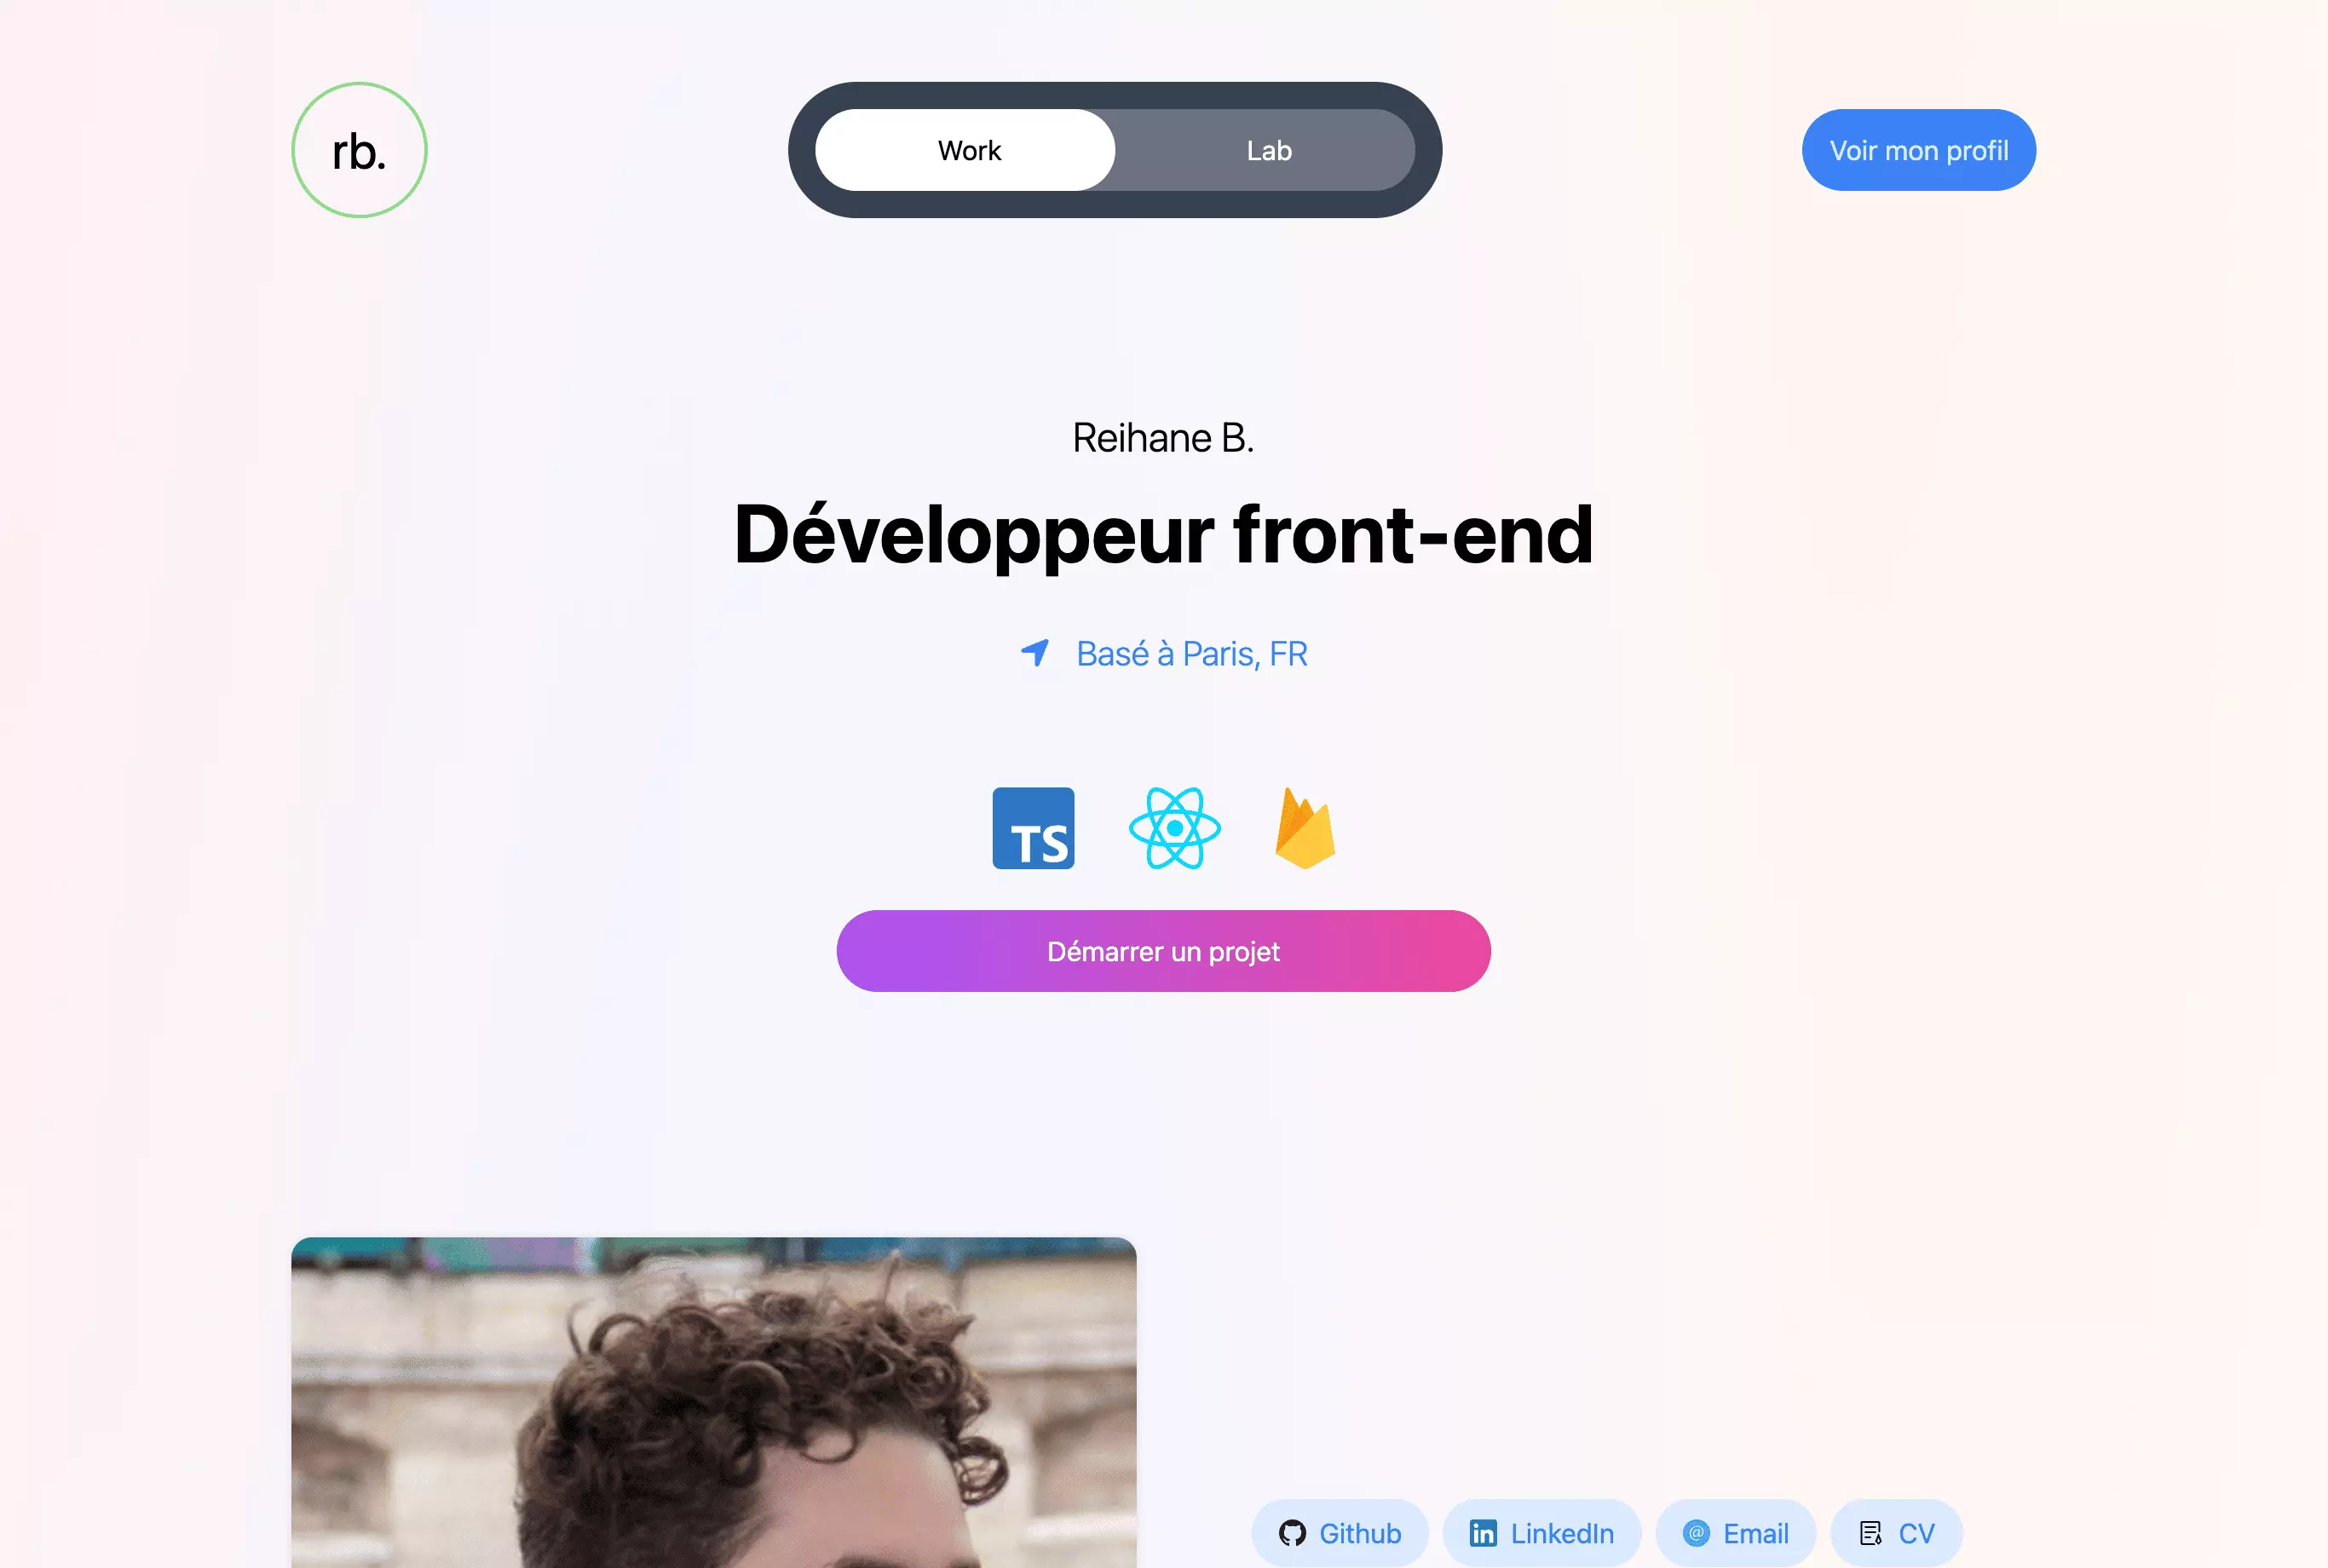 rb.
Work
Lab
Voir mon profil
Reihane B.
Développeur front-end
Basé à Paris, FR
TS
Démarrer un projet
Github
in LinkedIn
@ Email
CV